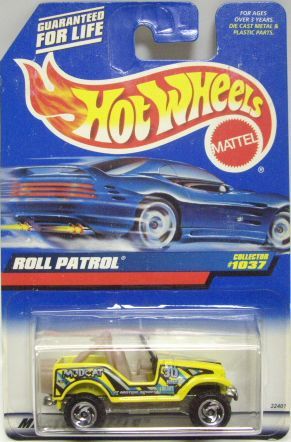 GUARANTEED
FOR LIFE
FOR AGES
OVER 3 YEARS.
DIE CAST METAL &
PLASTIC PARTS.
HOT WHEELS
MATTEL
®
ROLL PATROL®
COLLECTOR
#1037
MUDCAT
22401
M